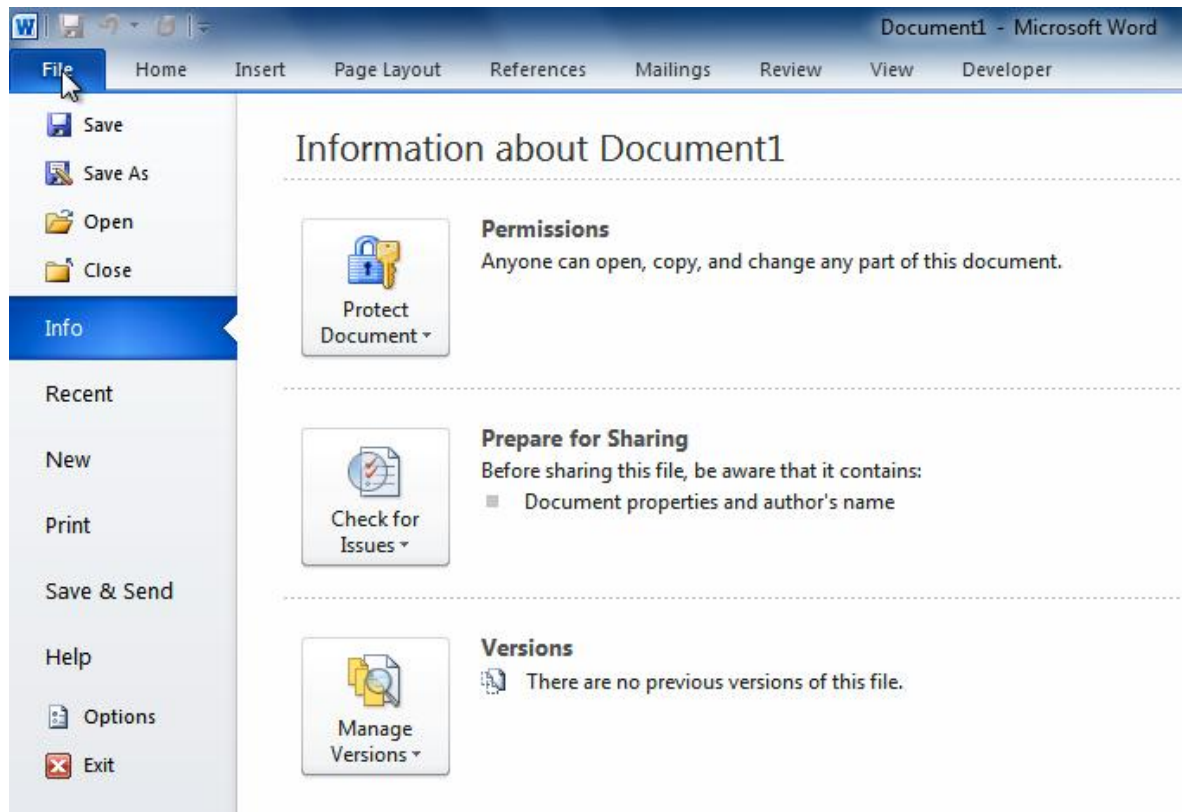 W
Document1 - Microsoft Word
File Home Insert Page Layout References Mailings Review View Developer
Save
Save As
Open
Close
Info
Recent
New
Print
Save & Send
Help
Options
Exit
Information about Document1
Protect
Document
Permissions
Anyone can open, copy, and change any part of this document.
Check for
Issues
Prepare for Sharing
Before sharing this file, be aware that it contains:
Document properties and author's name
Manage
Versions
Versions
There are no previous versions of this file.